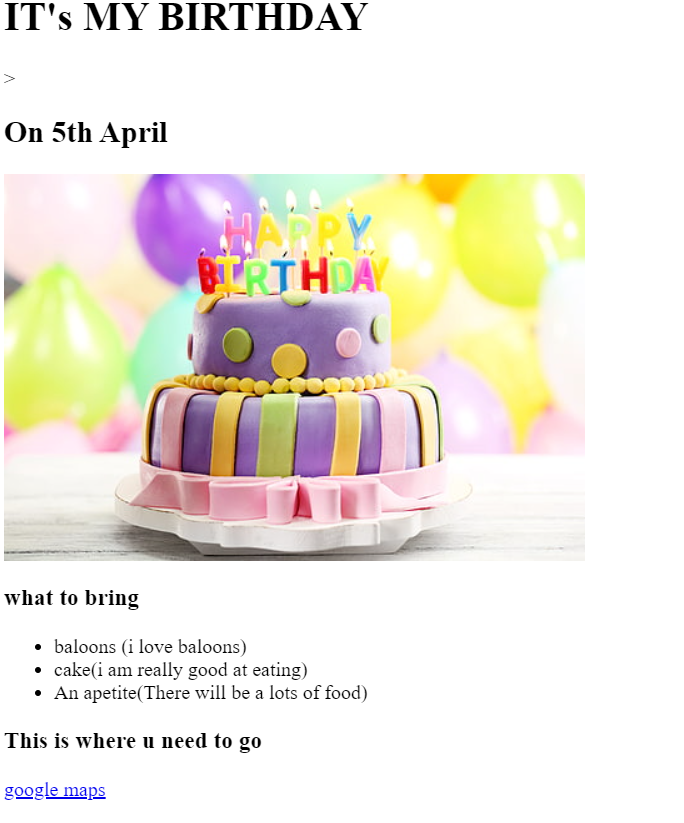 IT's MY BIRTHDAY
>
On 5th April
HAPPY
BIRTHDAY
what to bring
baloons (i love baloons)
cake(i am really good at eating)
An apetite(There will be a lots of food)
This is where u need to go
google maps